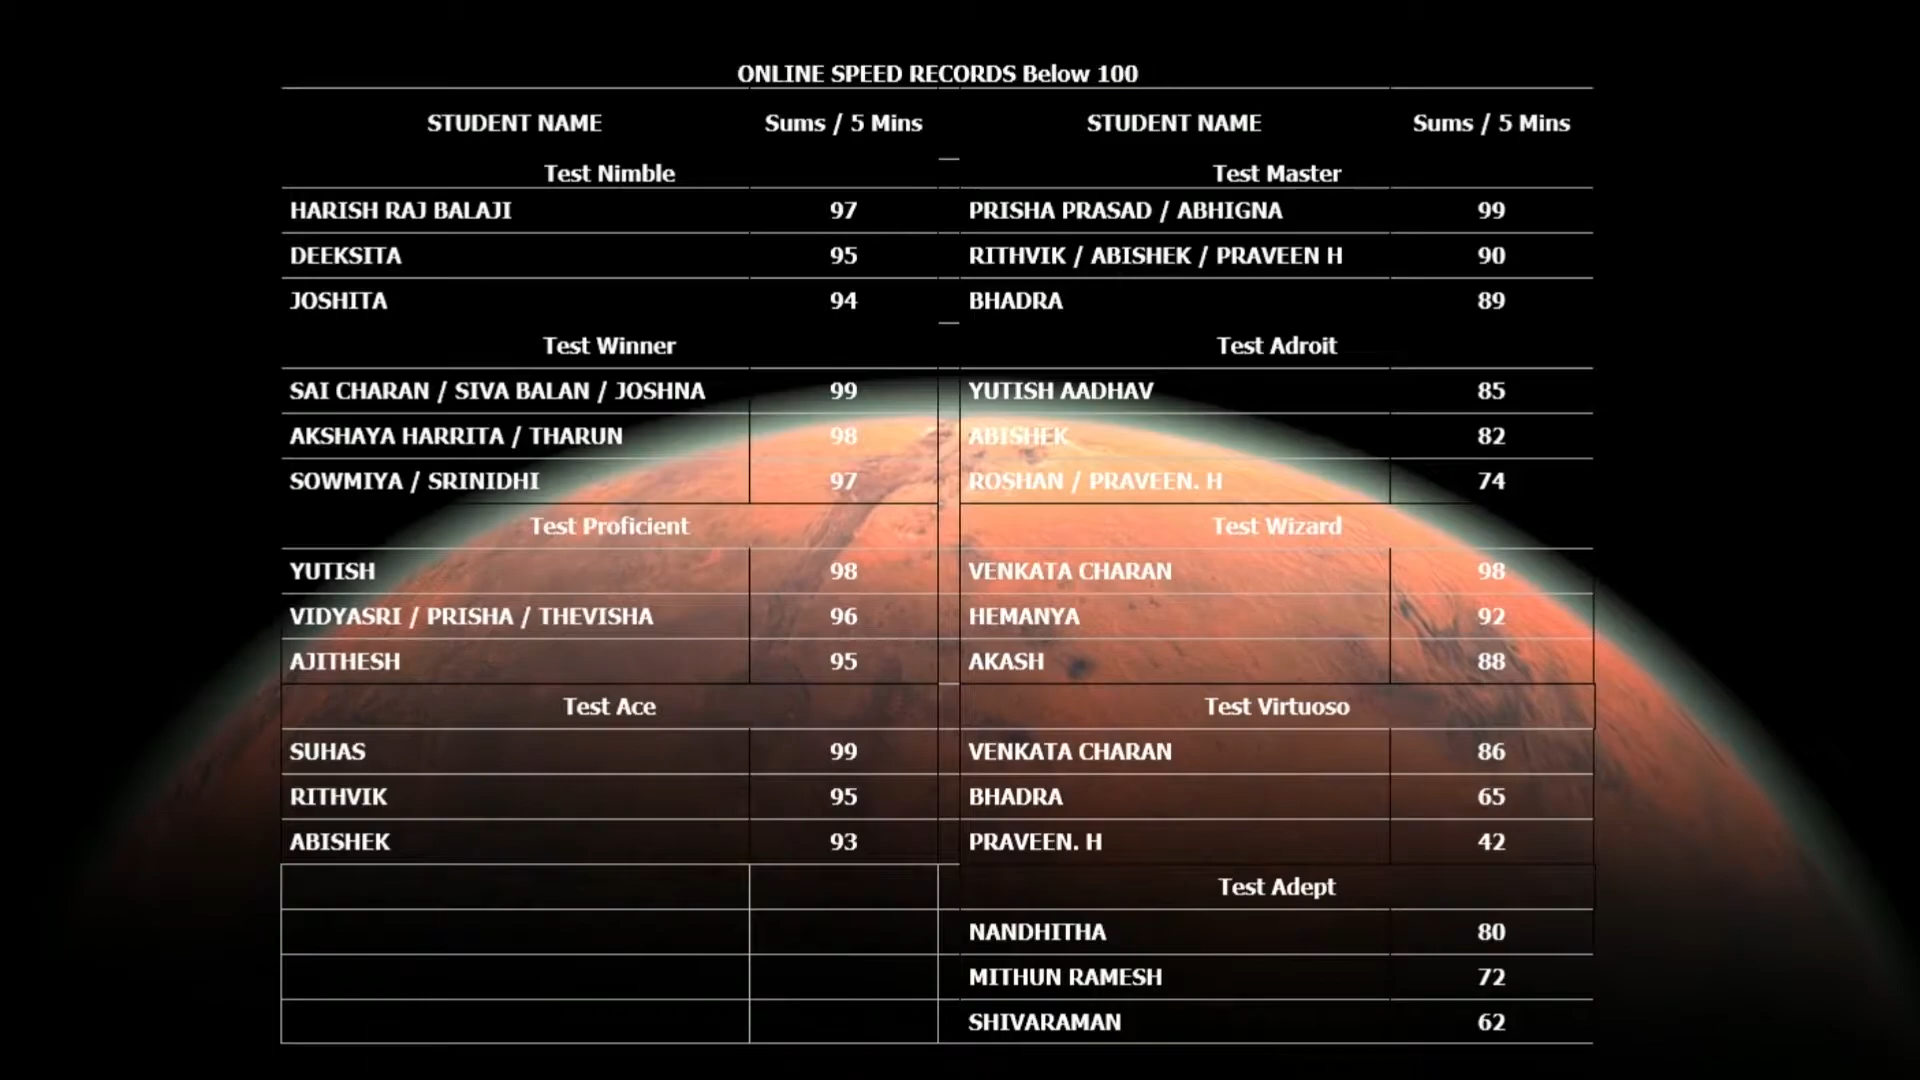 ONLINE SPEED RECORDS Below 100
STUDENT NAME Sums / 5 Mins STUDENT NAME Sums / 5 Mins
Test Nimble Test Master
HARISH RAJ BALAJI 97 PRISHA PRASAD / ABHIGNA 99
DEEKSITA 95 RITHVIK / ABISHEK / PRAVEEN H 90
JOSHITA 94 BHADRA 89
Test Winner Test Adroit
SAI CHARAN / SIVA BALAN / JOSHNA 99 YUTISH AADHAV 85
AKSHAYA HARRITA / THARUN 98 ABISHEK 82
SOWMIYA / SRINIDHI 97 ROSHAN / PRAVEEN. H 74
Test Proficient Test Wizard
YUTISH 98 VENKATA CHARAN 98
VIDYASRI / PRISHA / THEVISHA 96 HEMANYA 92
AJITHESH 95 AKASH 88
Test Ace Test Virtuoso
SUHAS 99 VENKATA CHARAN 86
RITHVIK 95 BHADRA 65
ABISHEK 93 PRAVEEN. H 42
Test Adept
NANDHITHA 80
MITHUN RAMESH 72
SHIVARAMAN 62